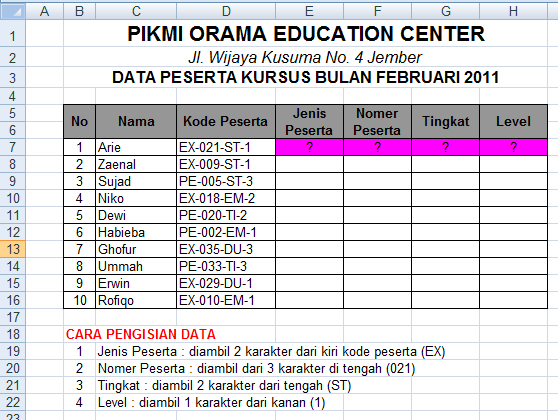 A B C D E F G H
1 PIKMI ORAMA EDUCATION CENTER
2 Jl. Wijaya Kusuma No. 4 Jember
3 DATA PESERTA KURSUS BULAN FEBRUARI 2011
4
5 No Nama Kode Peserta Jenis Nomer Tingkat Level
6 Peserta Peserta
7 1 Arie EX-021-ST-1 ? ? ? ?
8 2 Zaenal EX-009-ST-1
9 3 Sujad PE-005-ST-3
10 4 Niko EX-018-EM-2
11 5 Dewi PE-020-TI-2
12 6 Habieba PE-002-EM-1
13 7 Ghofur EX-035-DU-3
14 8 Ummah PE-033-TI-3
15 9 Erwin EX-029-DU-1
16 10 Rofiqo EX-010-EM-1
17
18 CARA PENGISIAN DATA
19 1 Jenis Peserta : diambil 2 karakter dari kiri kode peserta (EX)
20 2 Nomer Peserta : diambil dari 3 karakter di tengah (021)
21 3 Tingkat : diambil 2 karakter dari tengah (ST)
22 4 Level : diambil 1 karakter dari kanan (1)